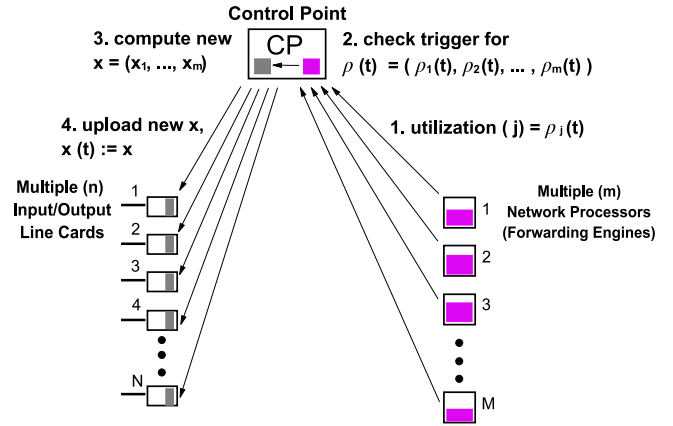 Control Point
CP
3. compute new
x = (x₁, ..., xₘ)
2. check trigger for
ρ (t) = ( ρ₁(t), ρ₂(t), ... , ρₘ(t) )
4. upload new x,
x (t) := x
1. utilization ( j) = ρ ⱼ (t)
Multiple (n)
Input/Output
Line Cards
1
2
3
4
N
1
2
3
M
Multiple (m)
Network Processors
(Forwarding Engines)